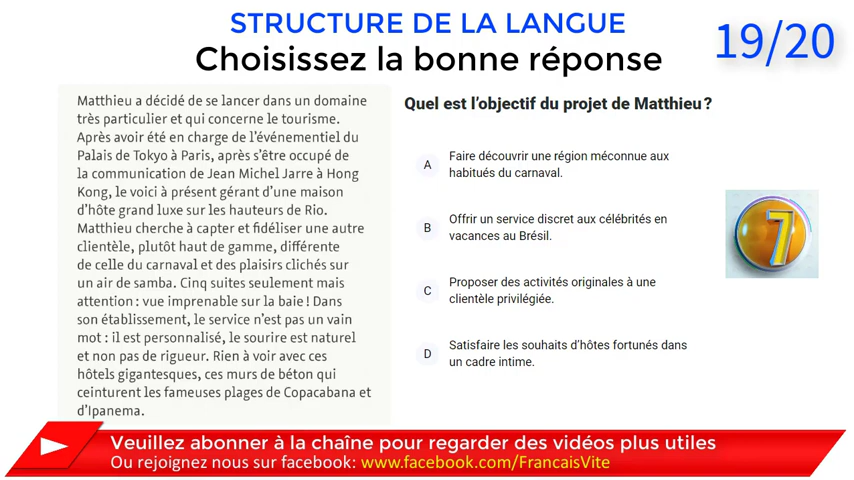 STRUCTURE DE LA LANGUE
Choisissez la bonne réponse
19/20
Matthieu a décidé de se lancer dans un domaine
très particulier et qui concerne le tourisme.
Après avoir été en charge de l'événementiel du
Palais de Tokyo à Paris, après s'être occupé de
la communication de Jean Michel Jarre à Hong
Kong, le voici à présent gérant d'une maison
d'hôte grand luxe sur les hauteurs de Rio.
Matthieu cherche à capter et fidéliser une autre
clientèle, plutôt haut de gamme, différente
de celle du carnaval et des plaisirs clichés sur
un air de samba. Cinq suites seulement mais
attention : vue imprenable sur la baie ! Dans
son établissement, le service n'est pas un vain
mot : il est personnalisé, le sourire est naturel
et non pas de rigueur. Rien à voir avec ces
hôtels gigantesques, ces murs de béton qui
ceinturent les fameuses plages de Copacabana et
d'Ipanema.
Quel est l'objectif du projet de Matthieu ?
A
Faire découvrir une région méconnue aux
habitués du carnaval.
B
Offrir un service discret aux célébrités en
vacances au Brésil.
C
Proposer des activités originales à une
clientèle privilégiée.
D
Satisfaire les souhaits d'hôtes fortunés dans
un cadre intime.
7
Veuillez abonner à la chaîne pour regarder des vidéos plus utiles
Ou rejoignez nous sur facebook: www.facebook.com/FrancaisVite